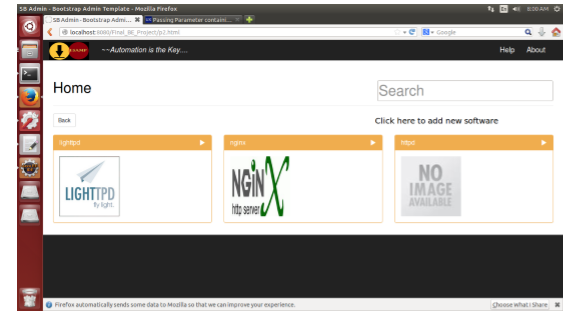 SB Admin - Bootstrap Admin Template - Mozilla Firefox
En 8:00 AM
SB Admin - Bootstrap Admi...
Passing Parameter containi...
localhost:8080/Final_BE_Project/p2.html
Google
~~Automation is the Key....
Help About
Home
Search
Back
Click here to add new software
lighttpd
nginx
httpd
LIGHTTPD
fly light.
NGiNX
http server
NO
IMAGE
AVAILABLE
Firefox automatically sends some data to Mozilla so that we can improve your experience.
Choose What I Share